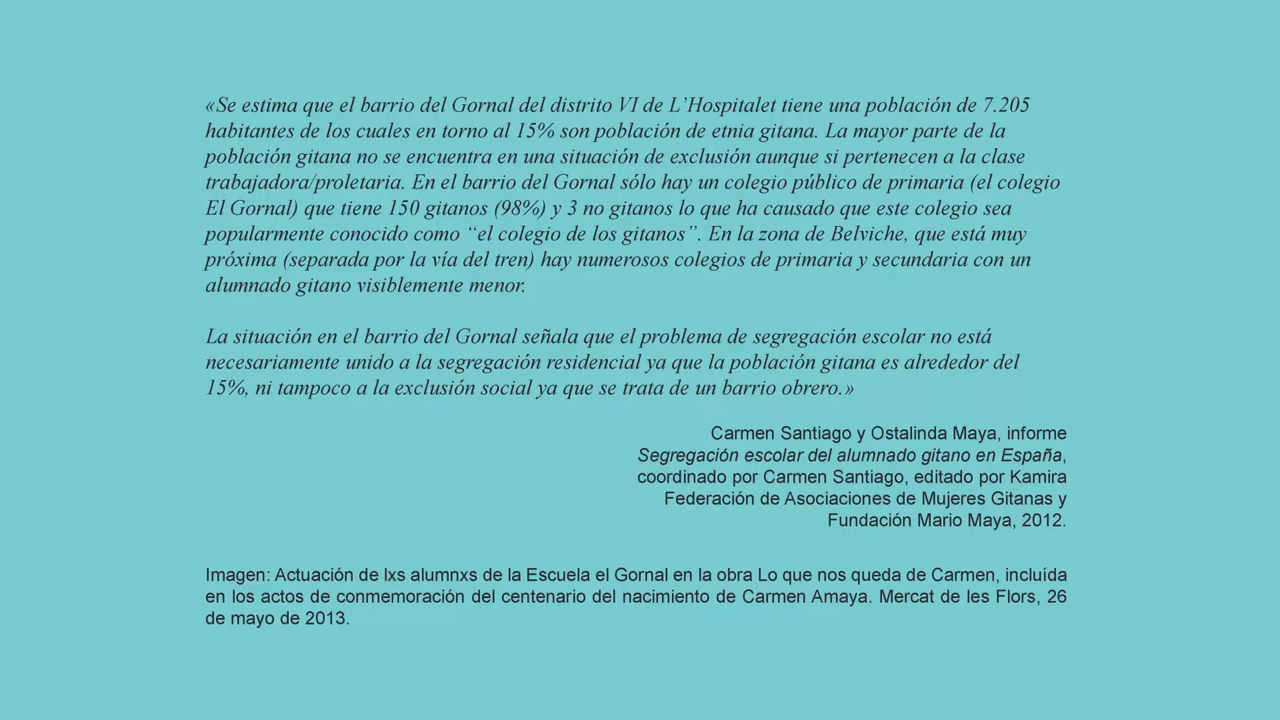 «Se estima que el barrio del Gornal del distrito VI de L’Hospitalet tiene una población de 7.205
habitantes de los cuales en torno al 15% son población de etnia gitana. La mayor parte de la
población gitana no se encuentra en una situación de exclusión aunque si pertenecen a la clase
trabajadora/proletaria. En el barrio del Gornal sólo hay un colegio público de primaria (el colegio
El Gornal) que tiene 150 gitanos (98%) y 3 no gitanos lo que ha causado que este colegio sea
popularmente conocido como “el colegio de los gitanos”. En la zona de Belviche, que está muy
próxima (separada por la vía del tren) hay numerosos colegios de primaria y secundaria con un
alumnado gitano visiblemente menor.
La situación en el barrio del Gornal señala que el problema de segregación escolar no está
necesariamente unido a la segregación residencial ya que la población gitana es alrededor del
15%, ni tampoco a la exclusión social ya que se trata de un barrio obrero.»
Carmen Santiago y Ostalinda Maya, informe
Segregación escolar del alumnado gitano en España,
coordinado por Carmen Santiago, editado por Kamira
Federación de Asociaciones de Mujeres Gitanas y
Fundación Mario Maya, 2012.
Imagen: Actuación de lxs alumnxs de la Escuela el Gornal en la obra Lo que nos queda de Carmen, incluída
en los actos de conmemoración del centenario del nacimiento de Carmen Amaya. Mercat de les Flors, 26
de mayo de 2013.